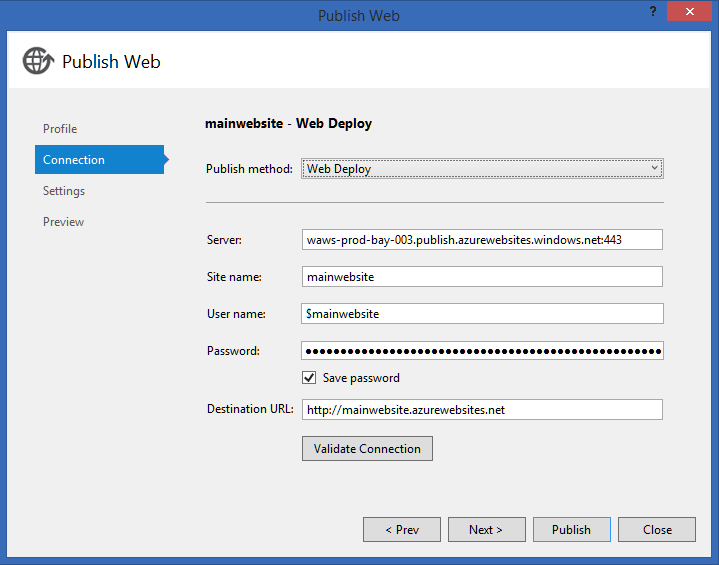 Publish Web
?
Publish Web
Profile
Connection
Settings
Preview
mainwebsite - Web Deploy
Publish method: Web Deploy
Server: waws-prod-bay-003.publish.azurewebsites.windows.net:443
Site name: mainwebsite
User name: $mainwebsite
Password: ●●●●●●●●●●●●●●●●●●●●●●●●●●●●●●●●●●●●●●●●●●●●●●●●●●●
Save password
Destination URL: http://mainwebsite.azurewebsites.net
Validate Connection
< Prev Next > Publish Close